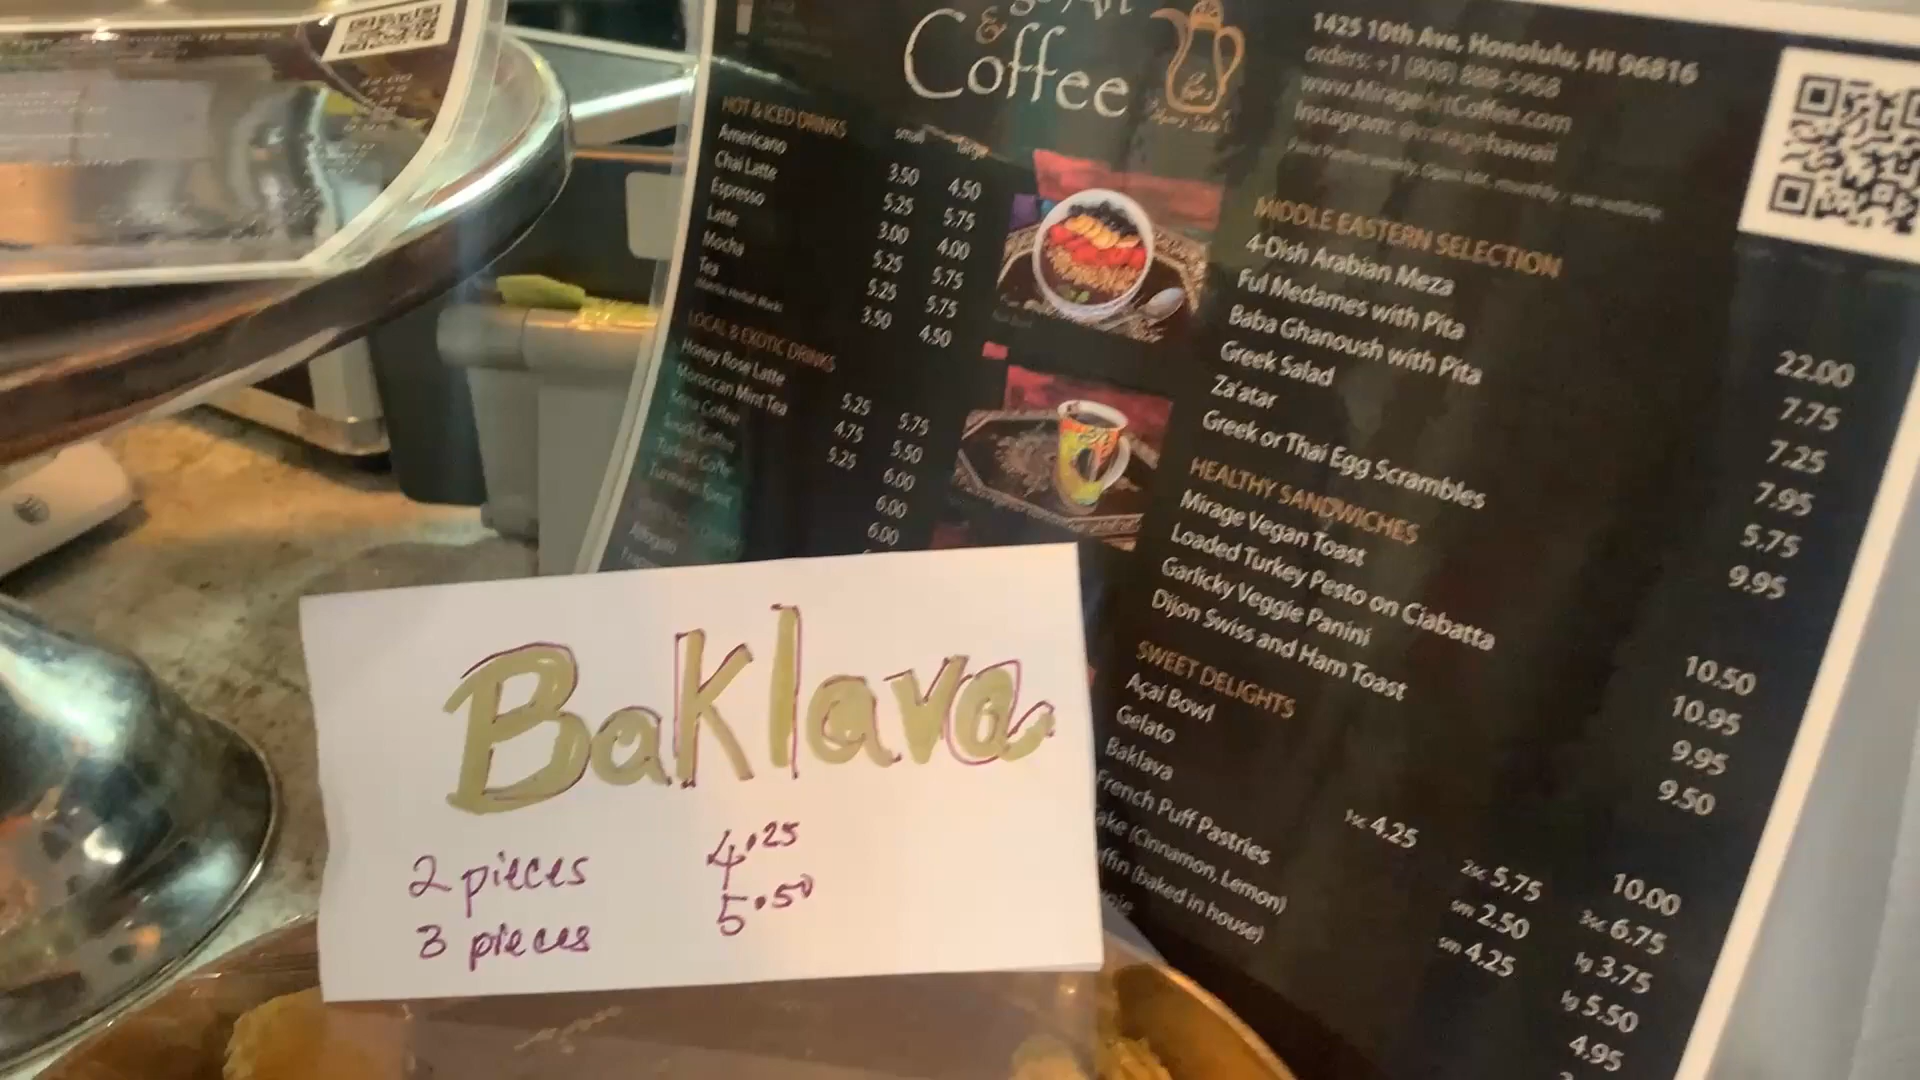 & Coffee
HOT & ICED DRINKS small large
Americano 3.50 4.50
Chai Latte 5.25 5.75
Espresso 3.00 4.00
Latte 5.25 5.75
Mocha 5.25 5.75
Tea 3.50 4.50
LOCAL & EXOTIC DRINKS
Honey Rose Latte 5.25 5.75
Moroccan Mint Tea 4.75 5.50
Kona Coffee 5.25 6.00
Saudi Coffee 6.00
Turkish Coffee 6.00
Affogato
1425 10th Ave, Honolulu, HI 96816
orders: +1 (808) 888-5968
www.MirageArtCoffee.com
Instagram: @miragehawaii
MIDDLE EASTERN SELECTION
4-Dish Arabian Meza 22.00
Ful Medames with Pita 7.75
Baba Ghanoush with Pita 7.25
Greek Salad 7.95
Za'atar 5.75
Greek or Thai Egg Scrambles 9.95
HEALTHY SANDWICHES
Mirage Vegan Toast 10.50
Loaded Turkey Pesto on Ciabatta 10.95
Garlicky Veggie Panini 9.95
Dijon Swiss and Ham Toast 9.50
SWEET DELIGHTS
Açaí Bowl 10.00
Gelato 1sc 4.25 2sc 5.75 3sc 6.75
Baklava sm 2.50 lg 3.75
French Puff Pastries sm 4.25 lg 5.50
ake (Cinnamon, Lemon) 4.95
ffin (baked in house)
Baklava
2 pieces 4.25
3 pieces 5.50